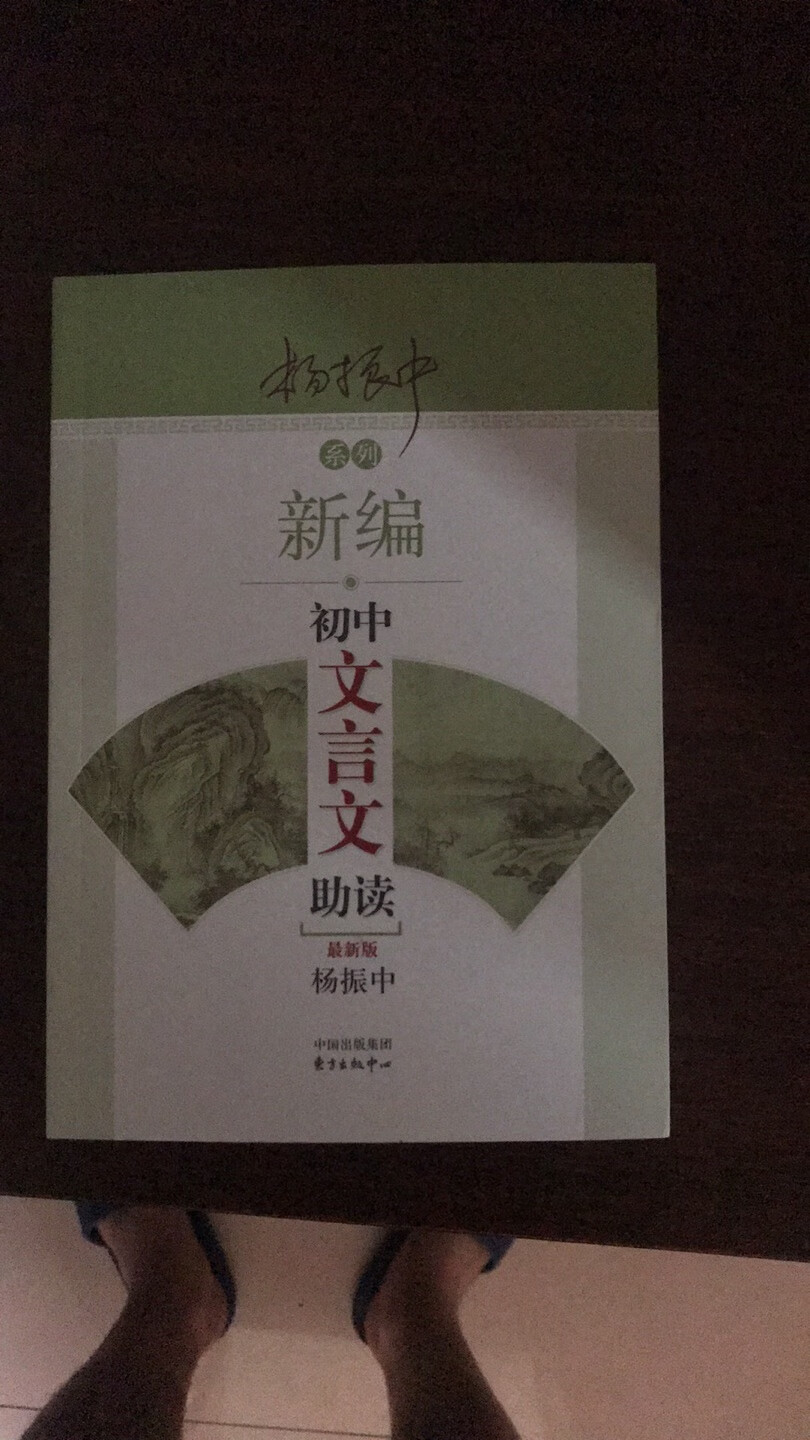 杨振中
系列
新编
初中
文言文
助读
最新版
杨振中
中国出版集团
东方出版中心